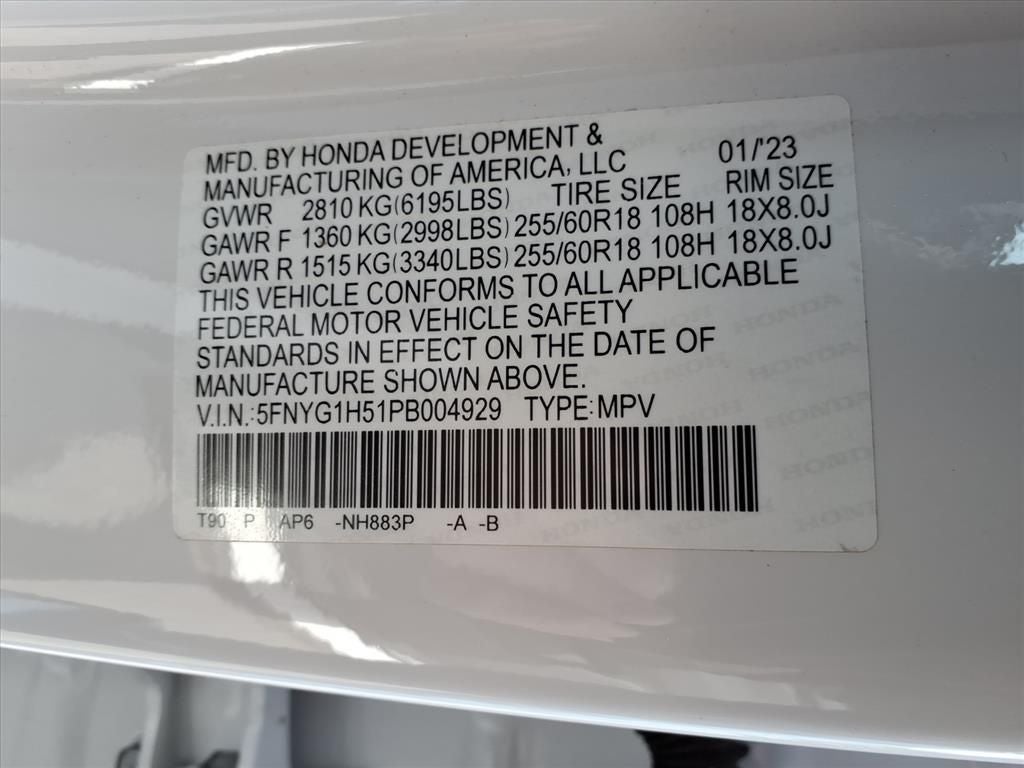 MFD. BY HONDA DEVELOPMENT & 01/'23
MANUFACTURING OF AMERICA, LLC
GVWR 2810 KG(6195LBS) TIRE SIZE RIM SIZE
GAWR F 1360 KG(2998LBS) 255/60R18 108H 18X8.0J
GAWR R 1515 KG(3340LBS) 255/60R18 108H 18X8.0J
THIS VEHICLE CONFORMS TO ALL APPLICABLE
FEDERAL MOTOR VEHICLE SAFETY
STANDARDS IN EFFECT ON THE DATE OF
MANUFACTURE SHOWN ABOVE.
V.I.N.:5FNYG1H51PB004929 TYPE:MPV
T90 P AP6 -NH883P -A -B
HONDA